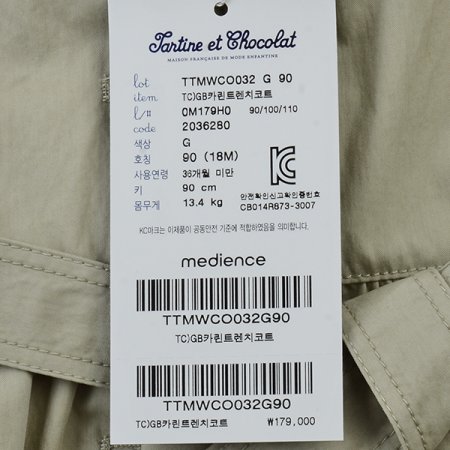 Tartine et Chocolat
MAISON FRANÇAISE DE MODE ENFANTINE
lot TTMWCO032 G 90
item TC)GB카린트렌치코트
l/# 0M179H0 90/100/110
code 2036280
색상 G
호칭 90 (18M)
사용연령 36개월 미만
키 90 cm
몸무게 13.4 kg
안전확인신고확인증번호
CB014R873-3007
KC마크는 이제품이 공통안전 기준에 적합하였음을 의미합니다.
medience
TTMWCO032G90
TC)GB카린트렌치코트
TTMWCO032G90
TC)GB카린트렌치코트 ₩179,000